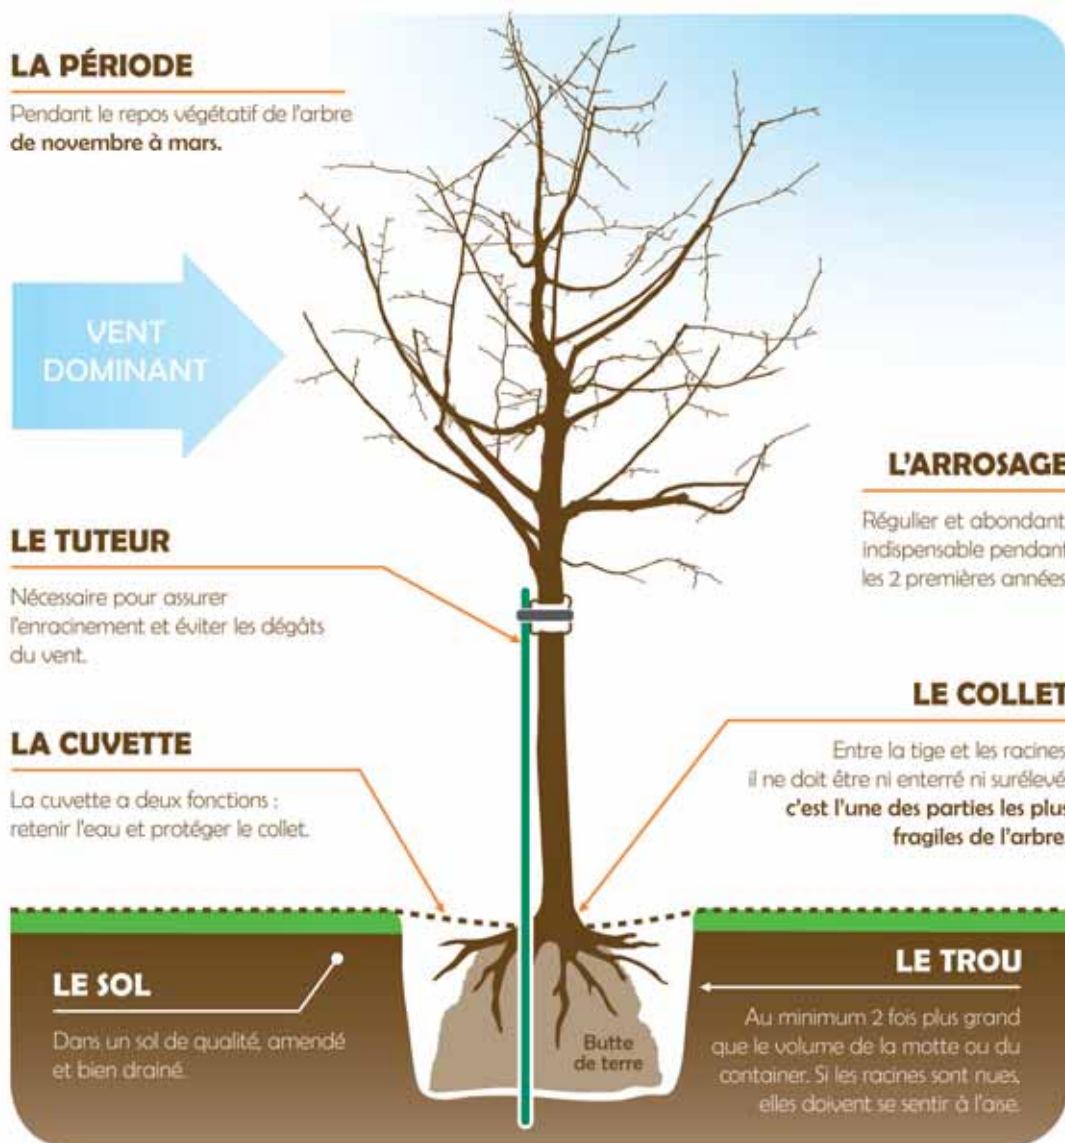 LA PÉRIODE
Pendant le repos végétatif de l'arbre
de novembre à mars.
VENT
DOMINANT
L'ARROSAGE
Régulier et abondant
indispensable pendant
les 2 premières années
LE TUTEUR
Nécessaire pour assurer
l'enracinement et éviter les dégâts
du vent.
LE COLLET
Entre la tige et les racines
il ne doit être ni enterré ni surélevé
c'est l'une des parties les plus
fragiles de l'arbre
LA CUVETTE
La cuvette a deux fonctions :
retenir l'eau et protéger le collet.
LE SOL
Dans un sol de qualité, amendé
et bien drainé.
Butte
de terre
LE TROU
Au minimum 2 fois plus grand
que le volume de la motte ou du
container. Si les racines sont nues,
elles doivent se sentir à l'aise.